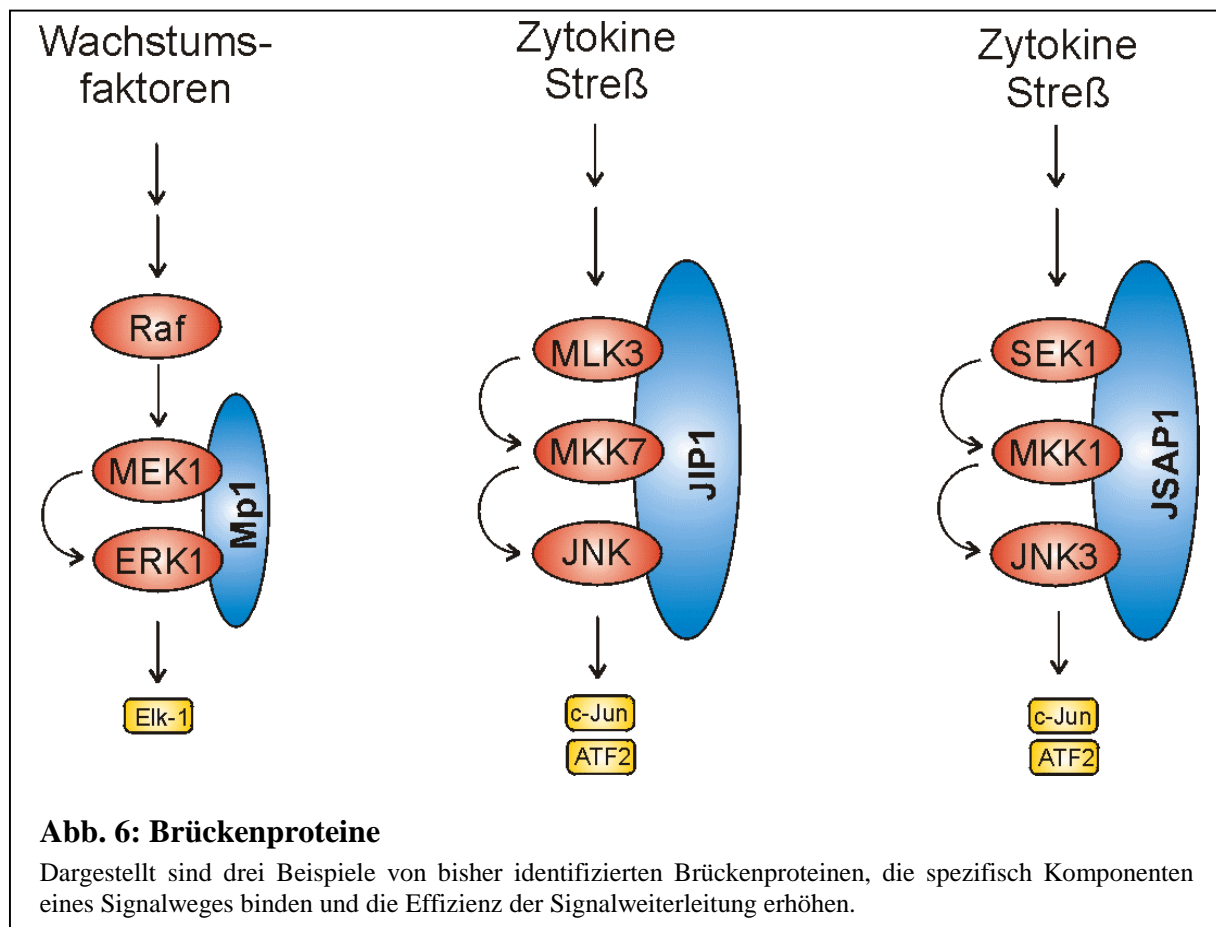 Wachstums-
faktoren
Raf
MEK1
ERK1
Mp1
Elk-1
Zytokine
Streß
MLK3
MKK7
JNK
JIP1
c-Jun
ATF2
Zytokine
Streß
SEK1
MKK1
JNK3
JSAP1
c-Jun
ATF2
Abb. 6: Brückenproteine
Dargestellt sind drei Beispiele von bisher identifizierten Brückenproteinen, die spezifisch Komponenten
eines Signalweges binden und die Effizienz der Signalweiterleitung erhöhen.